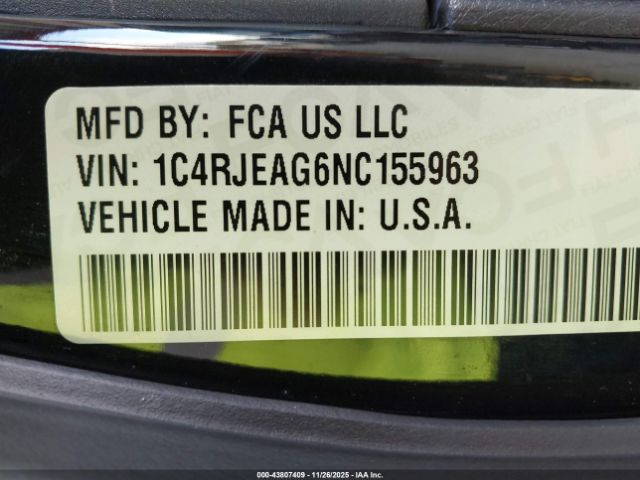 MFD BY: FCA US LLC
VIN: 1C4RJEAG6NC155963
VEHICLE MADE IN: U.S.A.
000-43807409 | 11/26/2025 | IAA Inc.